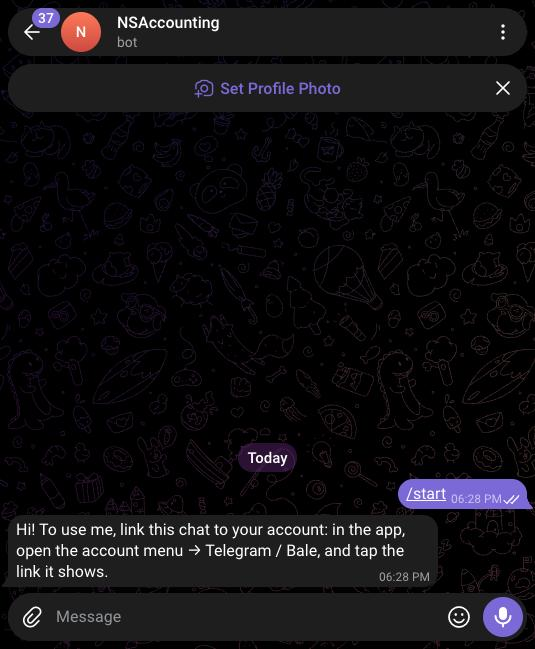 37
N
NSAccounting
bot
Set Profile Photo
Today
/start 06:28 PM
Hi! To use me, link this chat to your account: in the app,
open the account menu → Telegram / Bale, and tap the
link it shows.
06:28 PM
Message